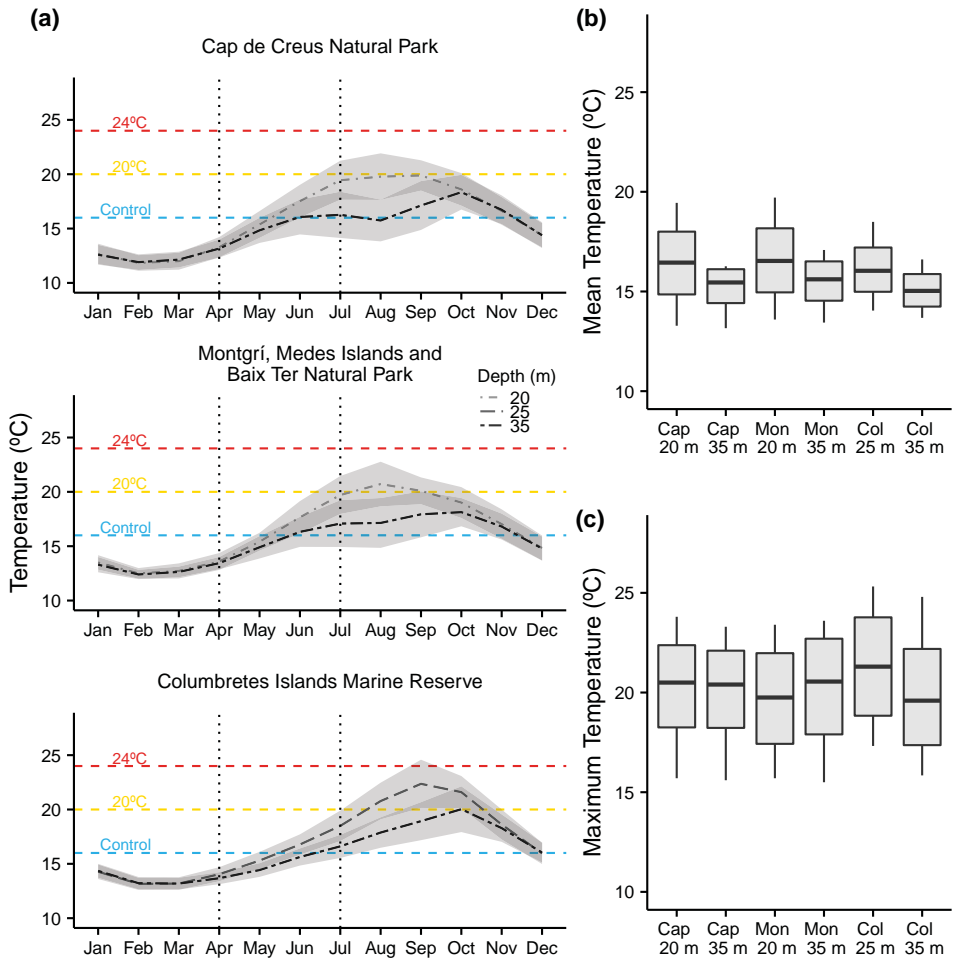 (a)
Cap de Creus Natural Park
25
20
15
10
24ºC
20ºC
Control
Jan Feb Mar Apr May Jun Jul Aug Sep Oct Nov Dec
Montgrí, Medes Islands and
Baix Ter Natural Park
Depth (m)
20
25
35
Temperature (ºC)
25
20
15
10
24ºC
20ºC
Control
Jan Feb Mar Apr May Jun Jul Aug Sep Oct Nov Dec
Columbretes Islands Marine Reserve
25
20
15
10
24ºC
20ºC
Control
Jan Feb Mar Apr May Jun Jul Aug Sep Oct Nov Dec
(b)
Mean Temperature (ºC)
25
20
15
10
Cap Cap Mon Mon Col Col
20 m 35 m 20 m 35 m 25 m 35 m
(c)
Maximum Temperature (ºC)
25
20
15
10
Cap Cap Mon Mon Col Col
20 m 35 m 20 m 35 m 25 m 35 m